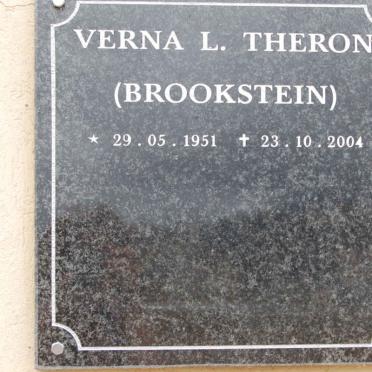 VERNA L. THERON
(BROOKSTEIN)
★ 29.05.1951 ✝ 23.10.2004